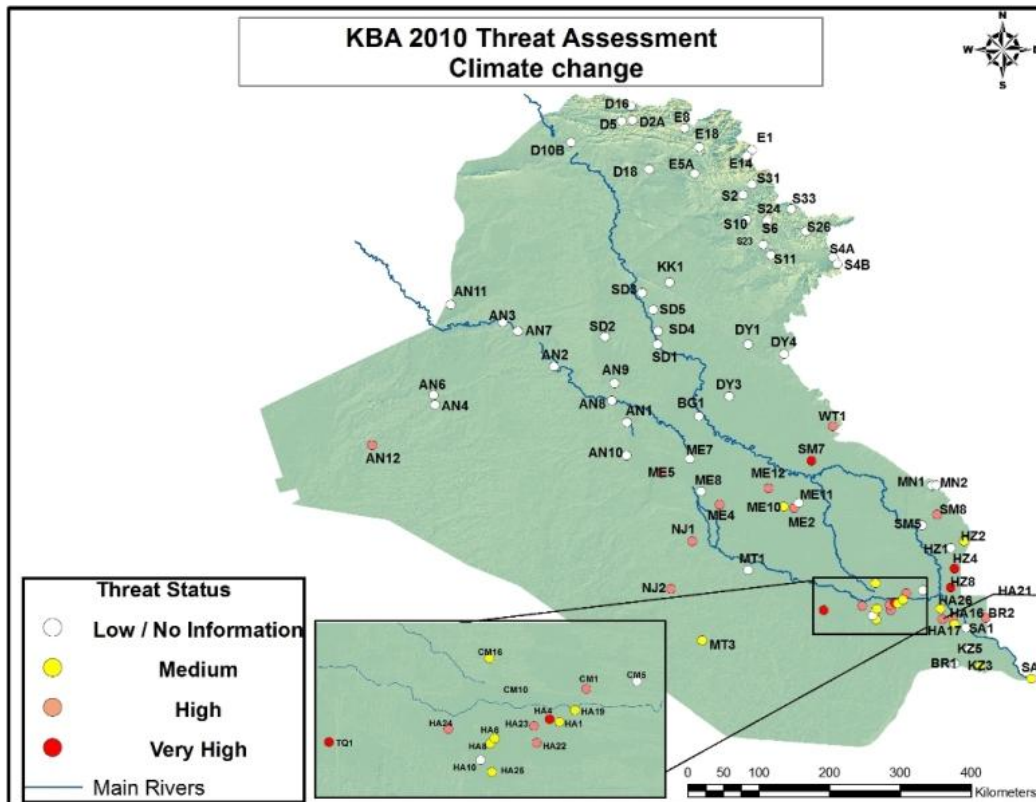 KBA 2010 Threat Assessment
Climate change
N
W E
S
D16
D5 D2A E8
E18
D10B
E1
E14
D18 E5A
S31
S2
S24 S33
S10 S6 S26
S23
S11 S4A
S4B
KK1
SD3
AN11
SD5
AN3
AN7 SD2 SD4 DY1
SD1 DY4
AN2
AN9
AN6 DY3
AN4 AN8 BG1
AN1 WT1
AN12 AN10 ME7 SM7
ME5
ME8 ME12 MN1 MN2
ME11
ME4 ME10 ME2 SM8
SM5
NJ1 HZ2
HZ1
MT1 HZ4
NJ2 HZ8
HA26 HA21
HA16 BR2
HA17 SA1
MT3 KZ5
BR1 KZ3 SA
Threat Status
Low / No Information
Medium
High
Very High
Main Rivers
CM16
CM10 CM1 CM5
HA4 HA19
HA24 HA23 HA1
HA6
TQ1 HA8 HA22
HA10
HA25
0 50 100 200 300 400
Kilometers